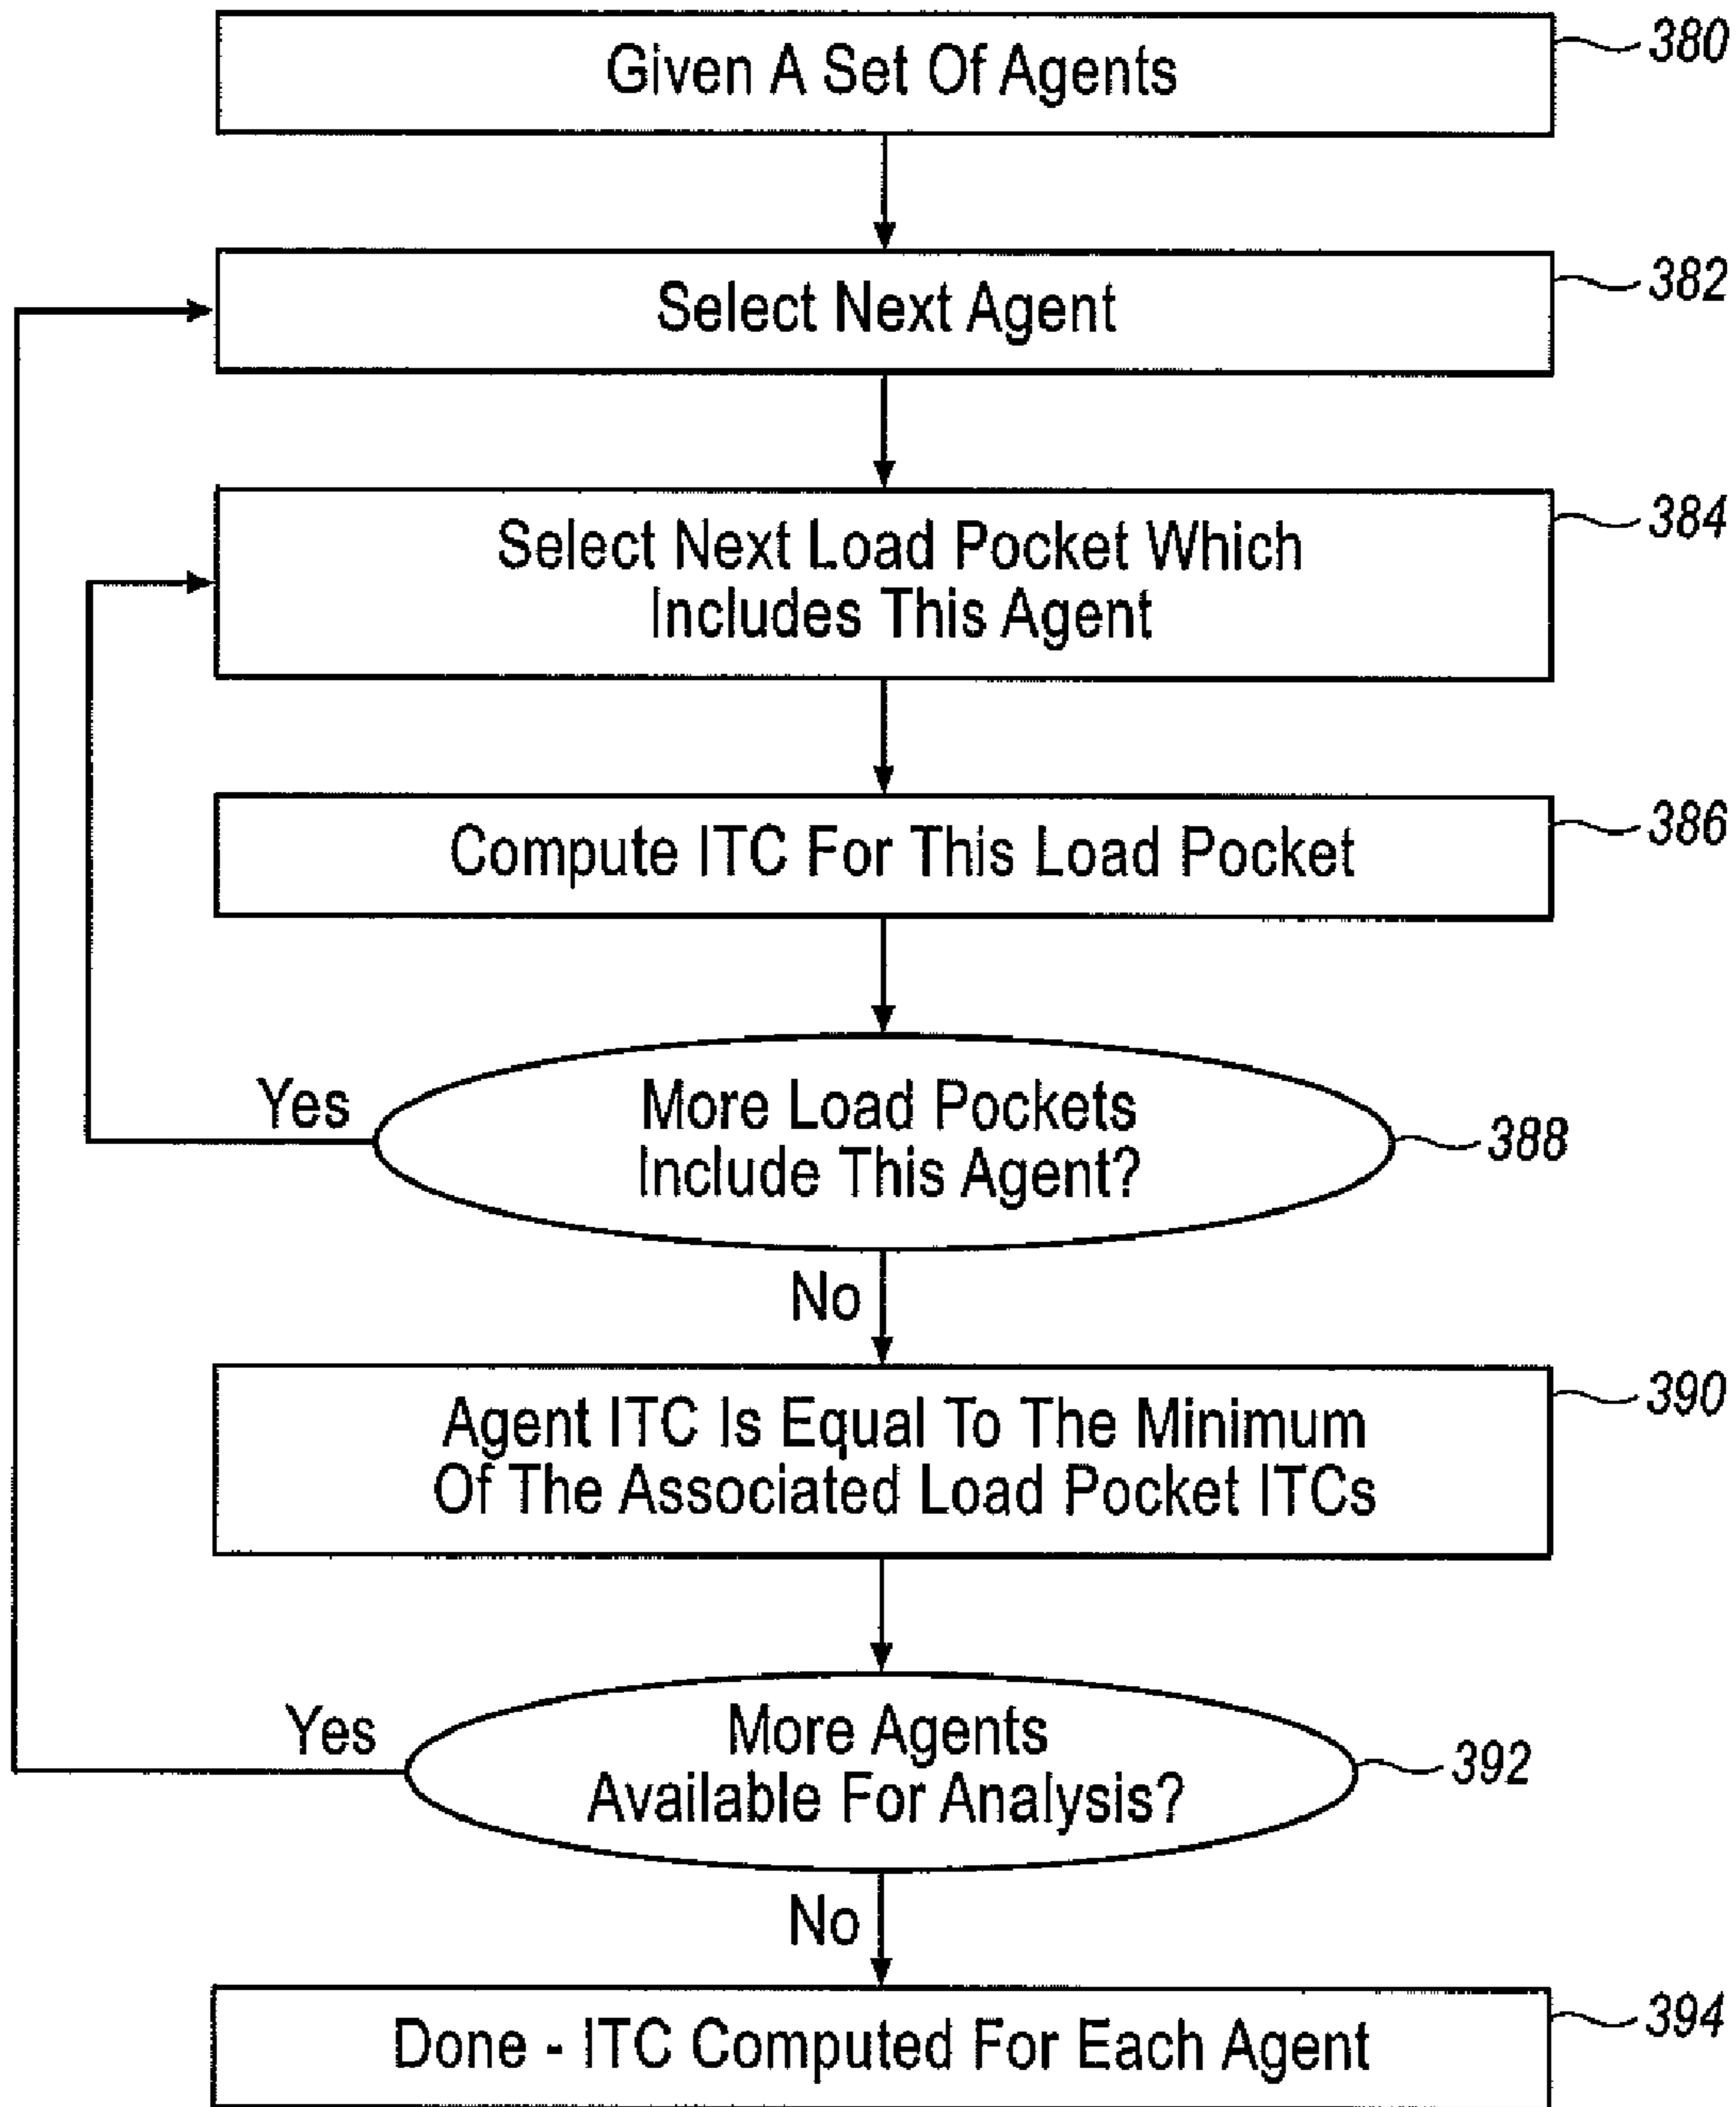 Given A Set Of Agents
380
Select Next Agent
382
Select Next Load Pocket Which
Includes This Agent
384
Compute ITC For This Load Pocket
386
Yes
More Load Pockets
Include This Agent?
388
No
Agent ITC Is Equal To The Minimum
Of The Associated Load Pocket ITCs
390
Yes
More Agents
Available For Analysis?
392
No
Done - ITC Computed For Each Agent
394